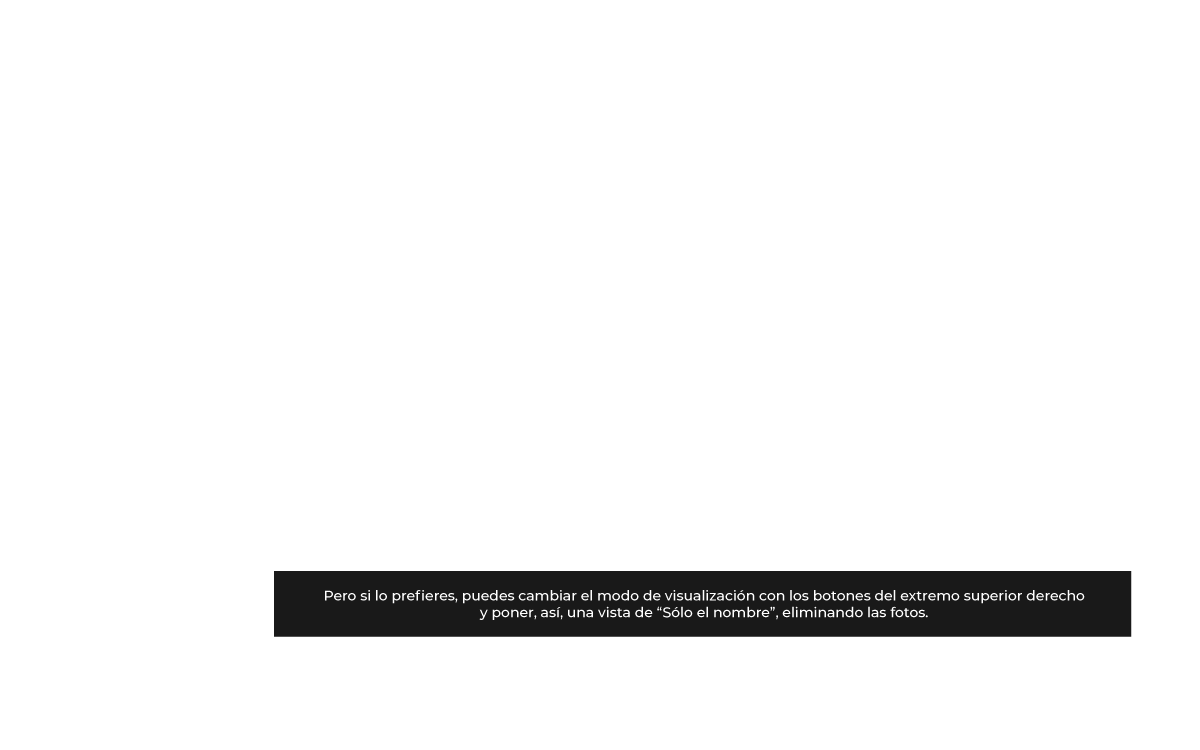 Pero si lo prefieres, puedes cambiar el modo de visualización con los botones del extremo superior derecho
y poner, así, una vista de “Sólo el nombre”, eliminando las fotos.